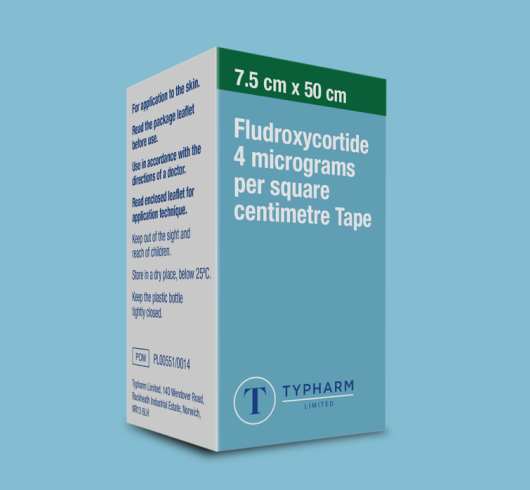 For application to the skin.
Read the package leaflet
before use.
Use in accordance with the
directions of a doctor.
Read enclosed leaflet for
application technique.
Keep out of the sight and
reach of children.
Store in a dry place, below 25ºC.
Keep the plastic bottle
tightly closed.
POM PL00551/0014
Typharm Limited, 14D Wendover Road,
Rackheath Industrial Estate, Norwich,
NR13 6LH
7.5 cm x 50 cm
Fludroxycortide
4 micrograms
per square
centimetre Tape
T TYPHARM
LIMITED